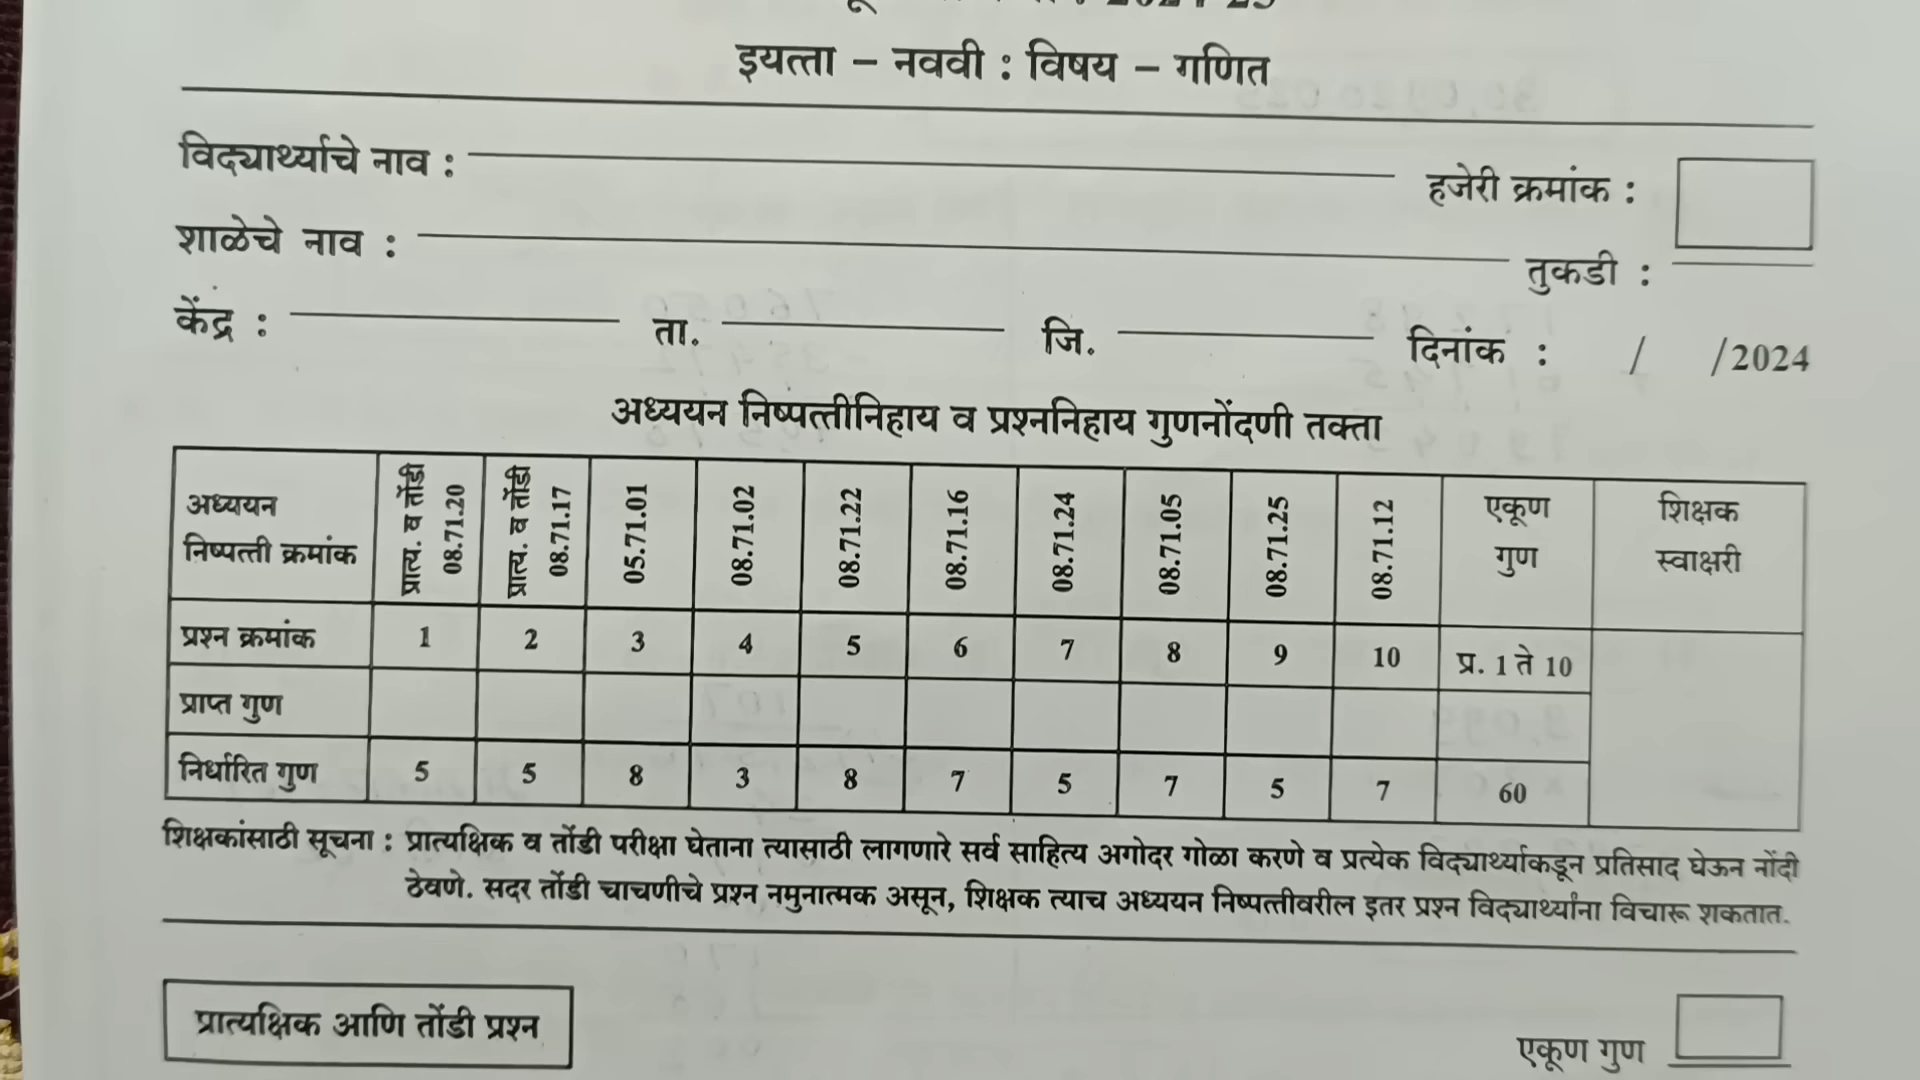 2024-25
इयत्ता – नववी : विषय – गणित
विद्यार्थ्याचे नाव : हजेरी क्रमांक :
शाळेचे नाव : तुकडी :
केंद्र : ता. जि. दिनांक : / /2024
अध्ययन निष्पत्तीनिहाय व प्रश्ननिहाय गुणनोंदणी तक्ता
अध्ययन निष्पत्ती क्रमांक प्रात्य. व तोंडी 08.71.20 प्रात्य. व तोंडी 08.71.17 05.71.01 08.71.02 08.71.22 08.71.16 08.71.24 08.71.05 08.71.25 08.71.12 एकूण गुण शिक्षक स्वाक्षरी
प्रश्न क्रमांक 1 2 3 4 5 6 7 8 9 10 प्र. 1 ते 10
प्राप्त गुण
निर्धारित गुण 5 5 8 3 8 7 5 7 5 7 60
शिक्षकांसाठी सूचना : प्रात्यक्षिक व तोंडी परीक्षा घेताना त्यासाठी लागणारे सर्व साहित्य अगोदर गोळा करणे व प्रत्येक विद्यार्थ्याकडून प्रतिसाद घेऊन नोंदी
ठेवणे. सदर तोंडी चाचणीचे प्रश्न नमुनात्मक असून, शिक्षक त्याच अध्ययन निष्पत्तीवरील इतर प्रश्न विद्यार्थ्यांना विचारू शकतात.
प्रात्यक्षिक आणि तोंडी प्रश्न
एकूण गुण